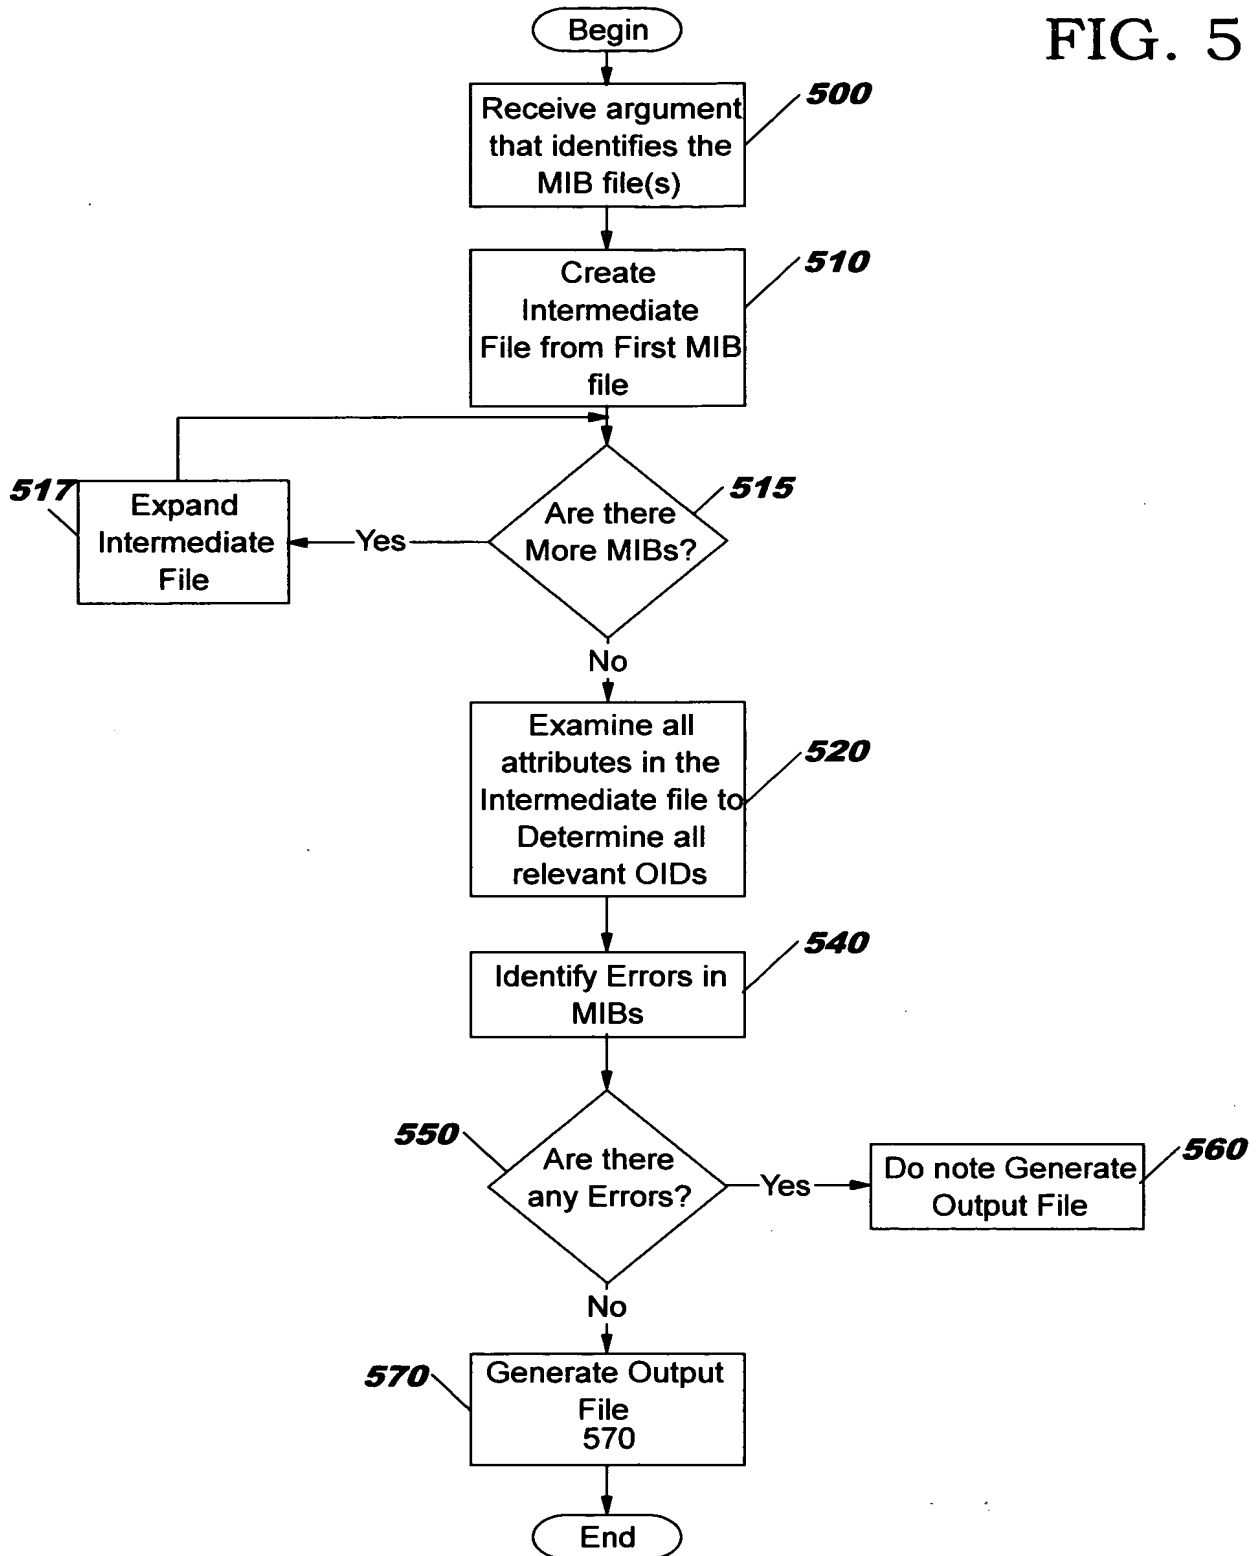 FIG. 5
Begin
500
Receive argument
that identifies the
MIB file(s)
510
Create
Intermediate
File from First MIB
file
517
Expand
Intermediate
File
Yes
515
Are there
More MIBs?
No
520
Examine all
attributes in the
Intermediate file to
Determine all
relevant OIDs
540
Identify Errors in
MIBs
550
Are there
any Errors?
Yes
560
Do note Generate
Output File
No
570
Generate Output
File
570
End